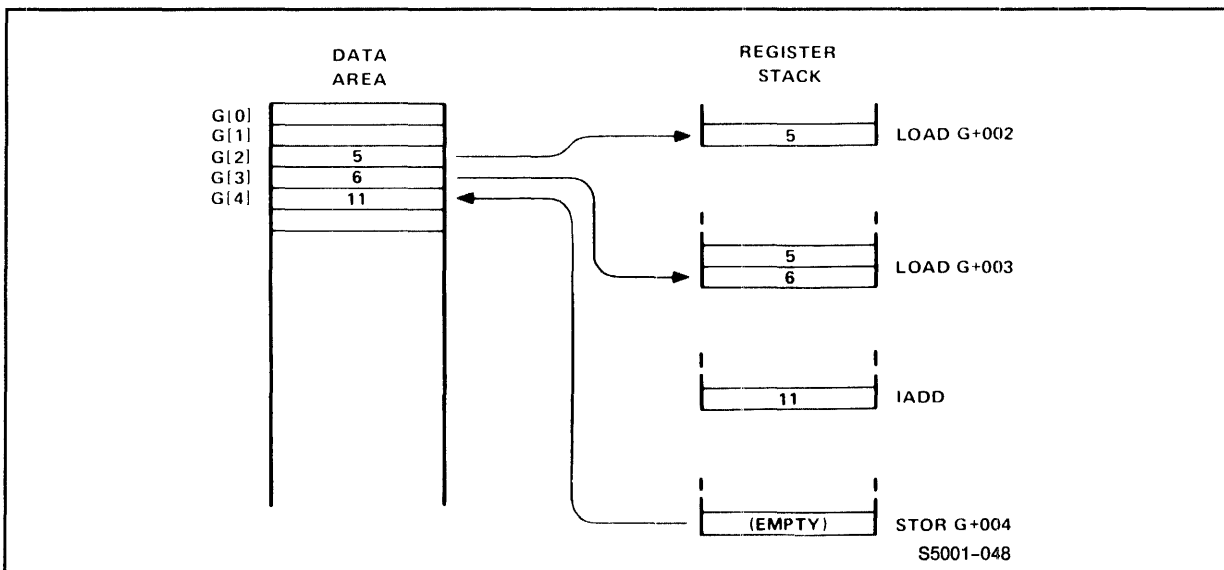 DATA
AREA
REGISTER
STACK
G[0]
G[1]
G[2] 5
G[3] 6
G[4] 11
5 LOAD G+002
5
6 LOAD G+003
11 IADD
(EMPTY) STOR G+004
S5001-048